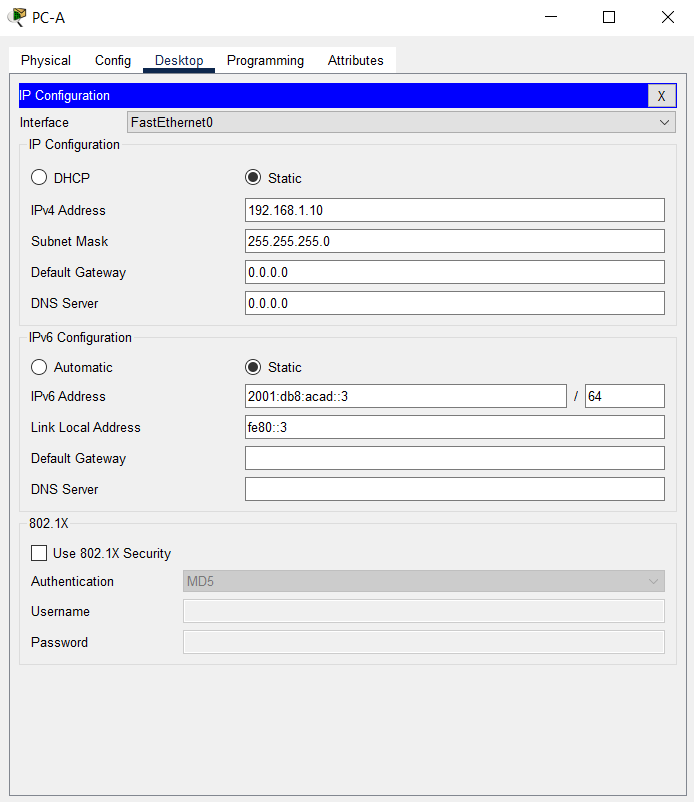 PC-A
Physical Config Desktop Programming Attributes
IP Configuration X
Interface FastEthernet0
IP Configuration
DHCP Static
IPv4 Address 192.168.1.10
Subnet Mask 255.255.255.0
Default Gateway 0.0.0.0
DNS Server 0.0.0.0
IPv6 Configuration
Automatic Static
IPv6 Address 2001:db8:acad::3 / 64
Link Local Address fe80::3
Default Gateway
DNS Server
802.1X
Use 802.1X Security
Authentication MD5
Username
Password